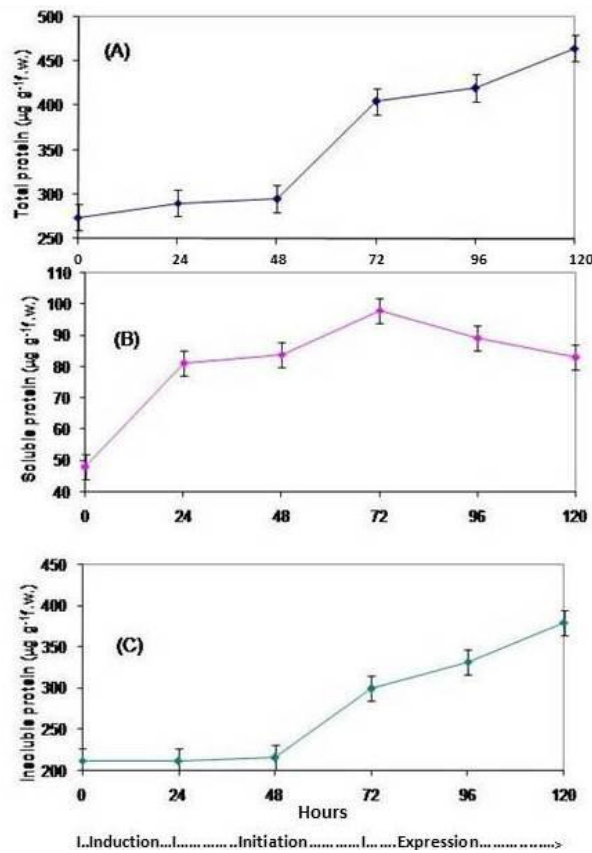 500
(A)
450
400
350
300
250
Total protein (µg g-¹f.w.)
0 24 48 72 96 120
110
100
90
(B)
80
70
60
50
40
Soluble protein (µg g-¹f.w.)
0 24 48 72 96 120
450
400
350
(C)
300
250
200
Insoluble protein (µg g-¹f.w.)
0 24 48 72 96 120
Hours
I..Induction...I..............Initiation............I......Expression.................>